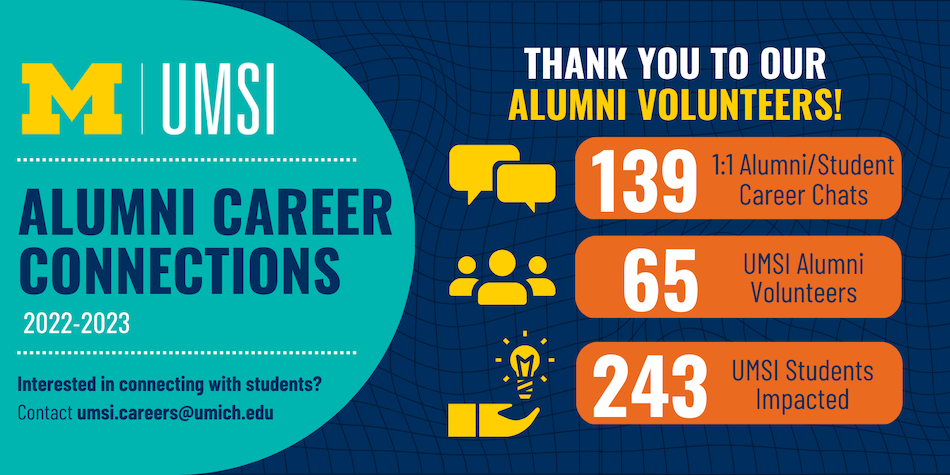 M | UMSI
ALUMNI CAREER
CONNECTIONS
2022-2023
Interested in connecting with students?
Contact umsi.careers@umich.edu
THANK YOU TO OUR
ALUMNI VOLUNTEERS!
139 1:1 Alumni/Student
Career Chats
65 UMSI Alumni
Volunteers
243 UMSI Students
Impacted